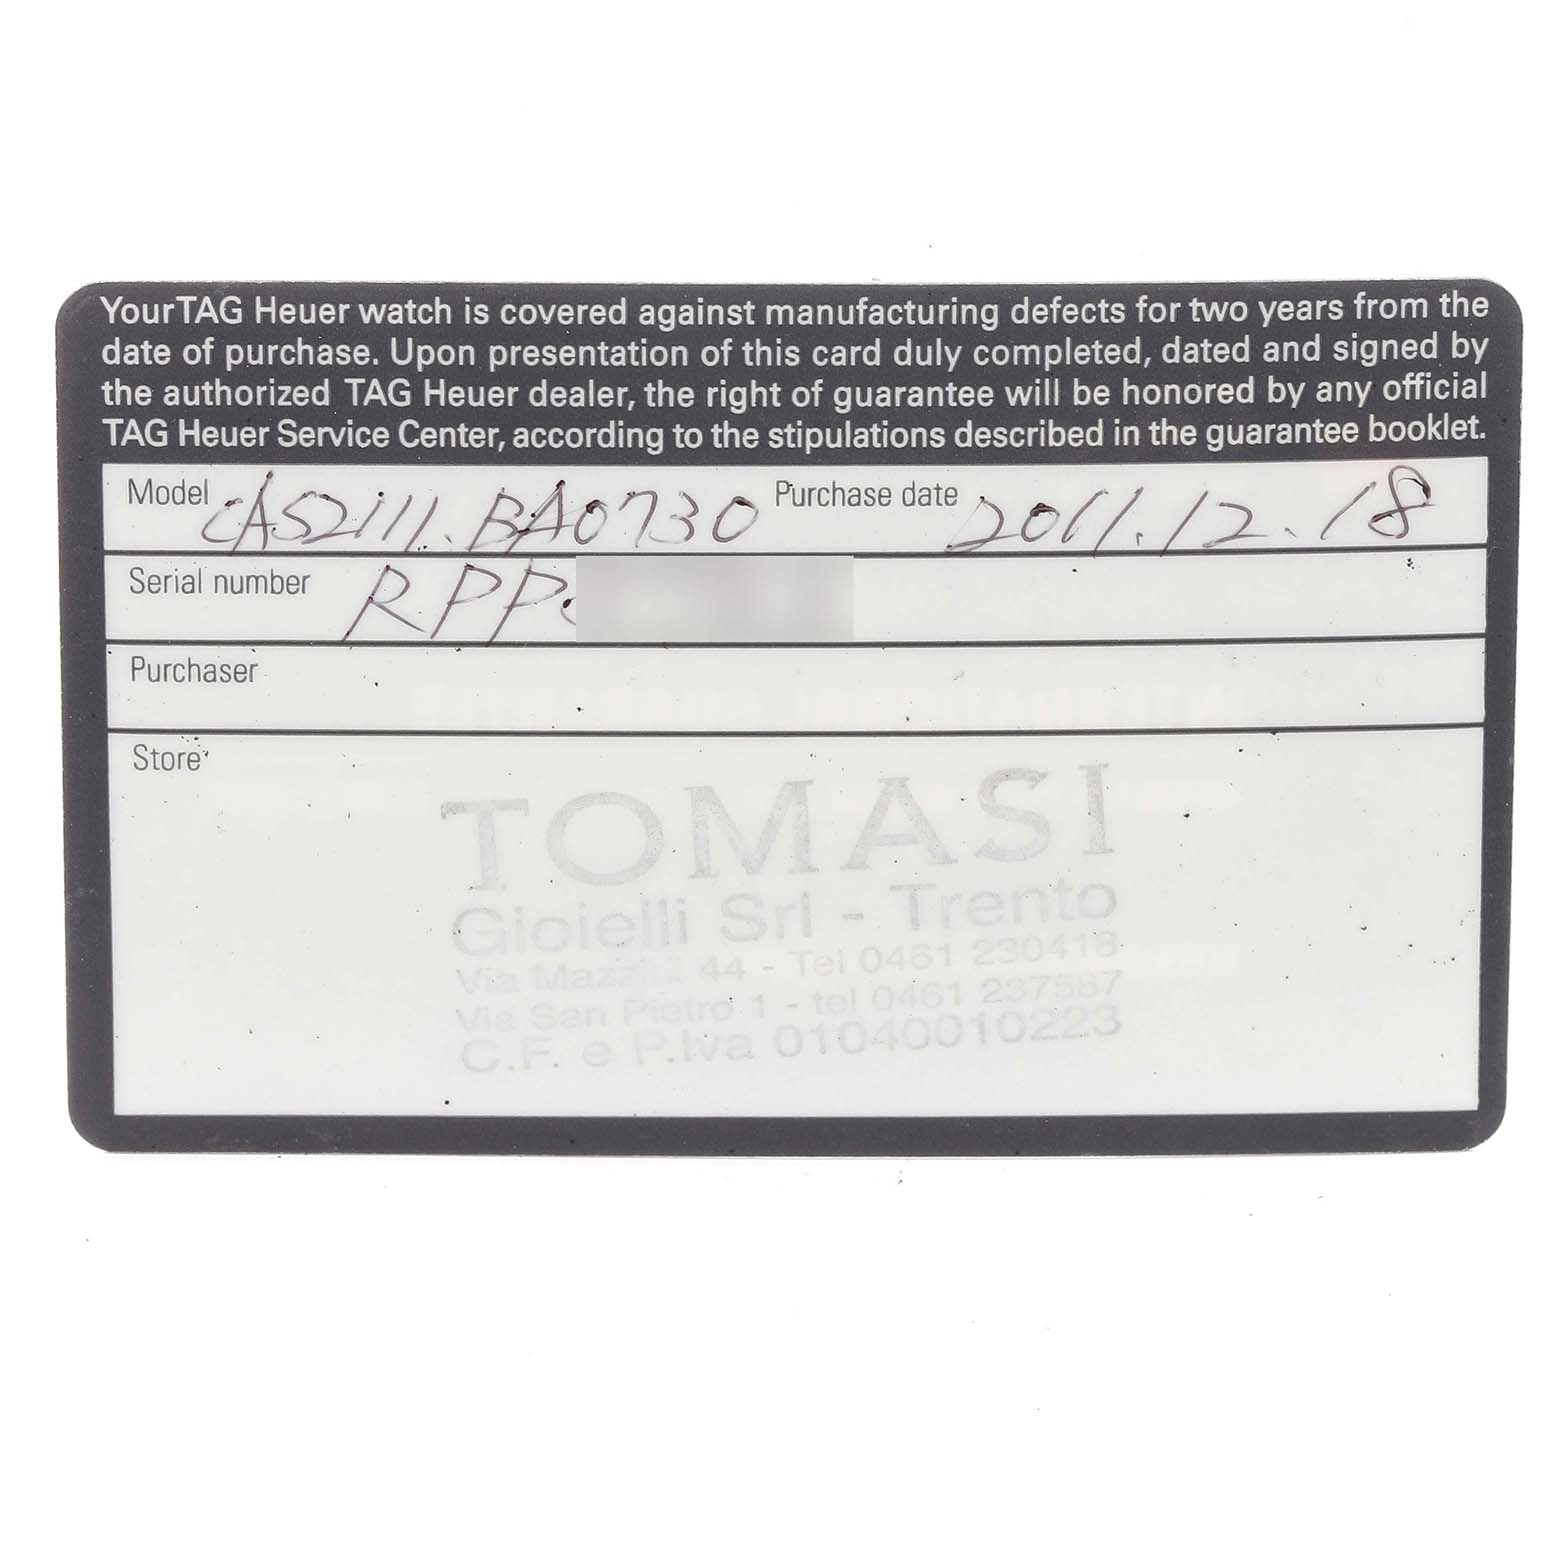 Your TAG Heuer watch is covered against manufacturing defects for two years from the
date of purchase. Upon presentation of this card duly completed, dated and signed by
the authorized TAG Heuer dealer, the right of guarantee will be honored by any official
TAG Heuer Service Center, according to the stipulations described in the guarantee booklet.
Model CAS2111.BA0730 Purchase date 2011.12.18
Serial number RPP
Purchaser
Store
TOMASI
Gioielli Srl - Trento
Via 44 - Tel 0461 230418
Via San Pietro 1 - tel 0461 237587
C.F. e P.Iva 01040010223